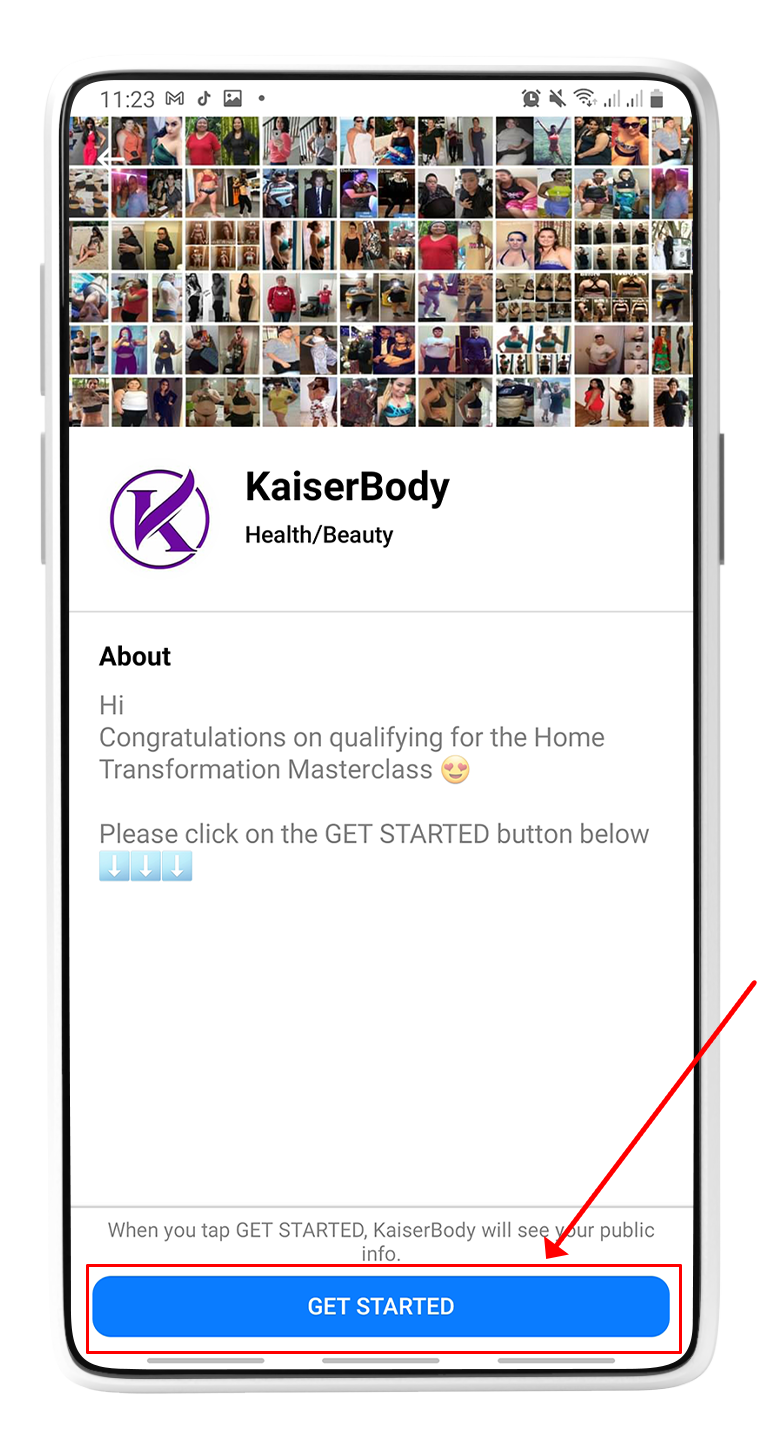 11:23
KaiserBody
Health/Beauty
About
Hi
Congratulations on qualifying for the Home
Transformation Masterclass 😍
Please click on the GET STARTED button below
⬇️⬇️⬇️
When you tap GET STARTED, KaiserBody will see your public
info.
GET STARTED